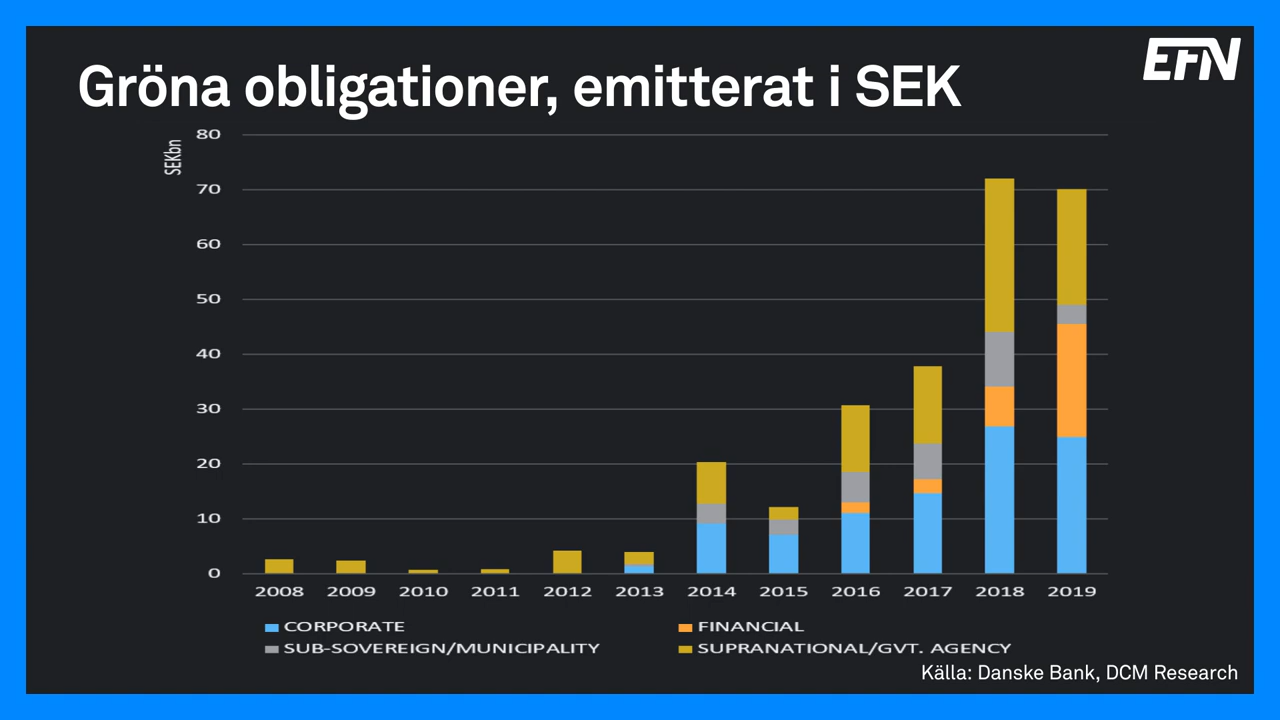 EFN
Gröna obligationer, emitterat i SEK
SEKbn
80
70
60
50
40
30
20
10
0
2008 2009 2010 2011 2012 2013 2014 2015 2016 2017 2018 2019
CORPORATE FINANCIAL
SUB-SOVEREIGN/MUNICIPALITY SUPRANATIONAL/GVT. AGENCY
Källa: Danske Bank, DCM Research